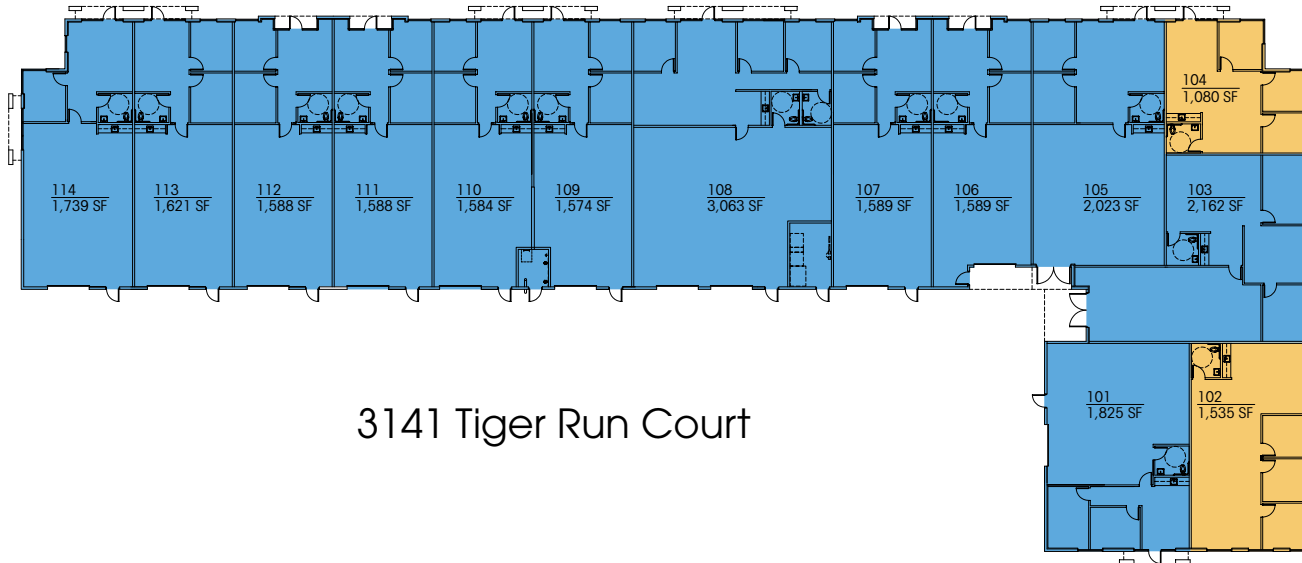 104
1,080 SF
114
1,739 SF
113
1,621 SF
112
1,588 SF
111
1,588 SF
110
1,584 SF
109
1,574 SF
108
3,063 SF
107
1,589 SF
106
1,589 SF
105
2,023 SF
103
2,162 SF
101
1,825 SF
102
1,535 SF
3141 Tiger Run Court